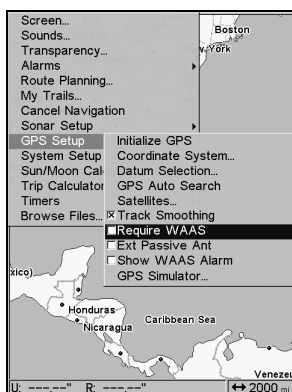 Screen...
Boston
Sounds...
w York
Transparency...
Alarms
Route Planning...
My Trails...
Cancel Navigation
Sonar Setup
GPS Setup
Initialize GPS
System Setup
Coordinate System...
Sun/Moon Cal
Datum Selection...
Trip Calculator
GPS Auto Search
Timers
Satellites...
Browse Files...
Track Smoothing
Require WAAS
Ext Passive Ant
Show WAAS Alarm
GPS Simulator...
xico)
Honduras
Nicaragua
Caribbean Sea
Venezue
U: ---.--" R: ---.--" 2000 mi